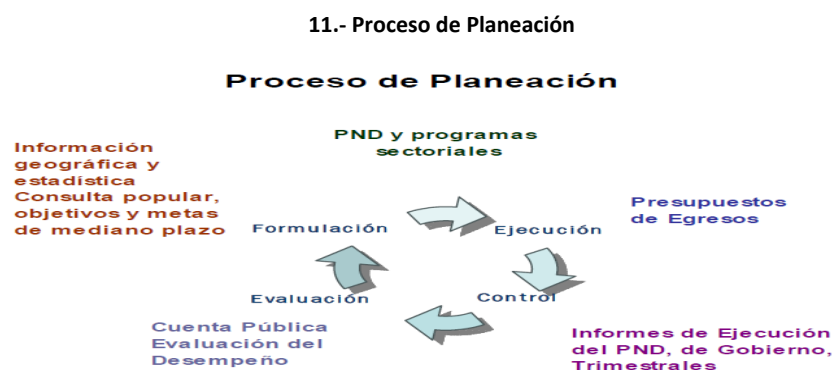 11.- Proceso de Planeación
Proceso de Planeación
PND y programas
sectoriales
Información
geográfica y
estadística
Consulta popular,
objetivos y metas
de mediano plazo
Presupuestos
de Egresos
Formulación
Ejecución
Evaluación
Control
Cuenta Pública
Evaluación del
Desempeño
Informes de Ejecución
del PND, de Gobierno,
Trimestrales